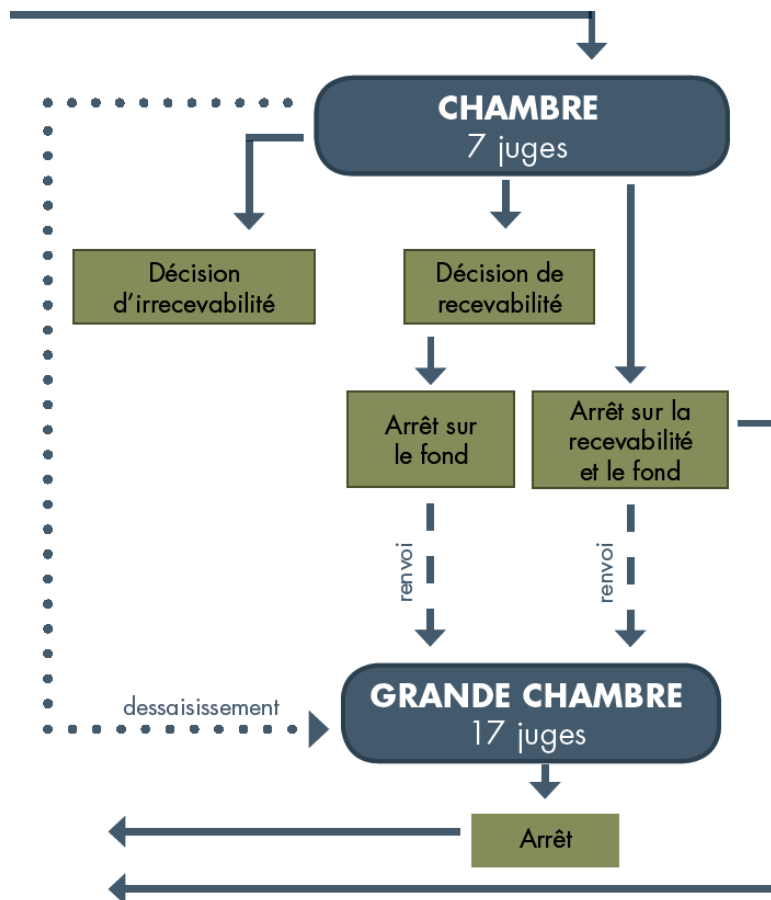 CHAMBRE
7 juges
Décision
d’irrecevabilité
Décision de
recevabilité
Arrêt sur
le fond
Arrêt sur la
recevabilité
et le fond
renvoi
renvoi
dessaisissement
GRANDE CHAMBRE
17 juges
Arrêt